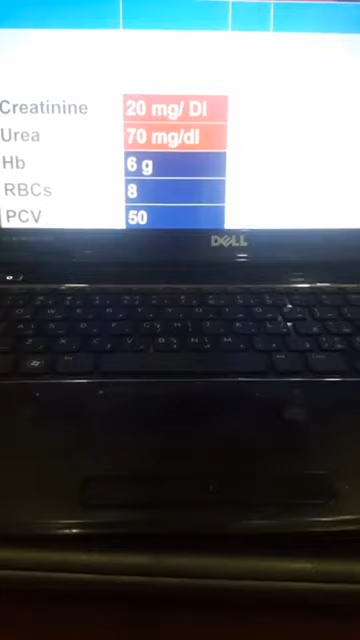 Creatinine 20 mg/ Dl
Urea 70 mg/dl
Hb 6 g
RBCs 8
PCV 50
DELL